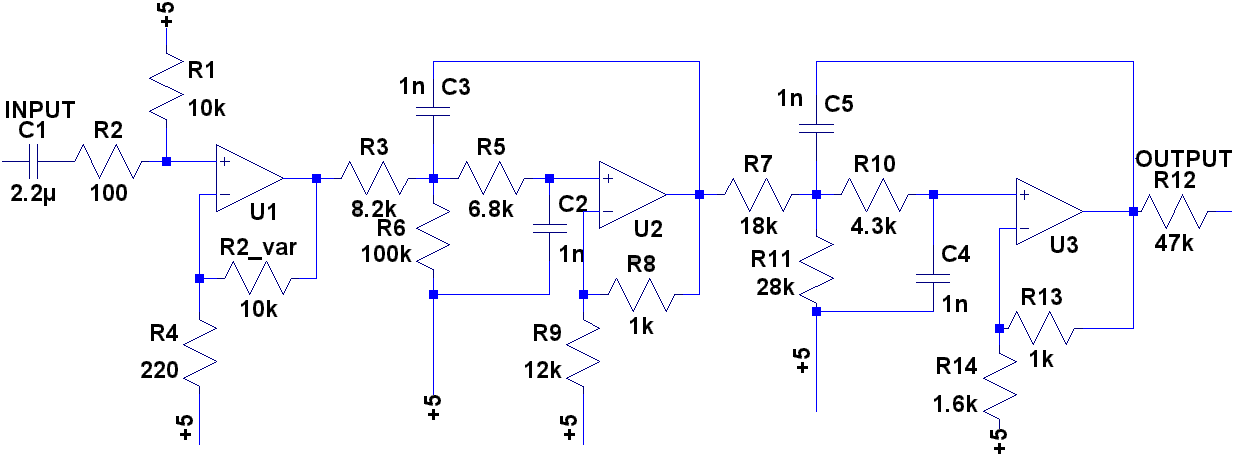 +5
R1
10k
INPUT
C1
2.2µ
R2
100
+
−
U1
R2_var
10k
R4
220
+5
R3
8.2k
1n
C3
R6
100k
+5
R5
6.8k
C2
1n
+
−
U2
R8
1k
R9
12k
+5
R7
18k
1n
C5
R11
28k
+5
R10
4.3k
C4
1n
+
−
U3
R13
1k
R14
1.6k
+5
OUTPUT
R12
47k